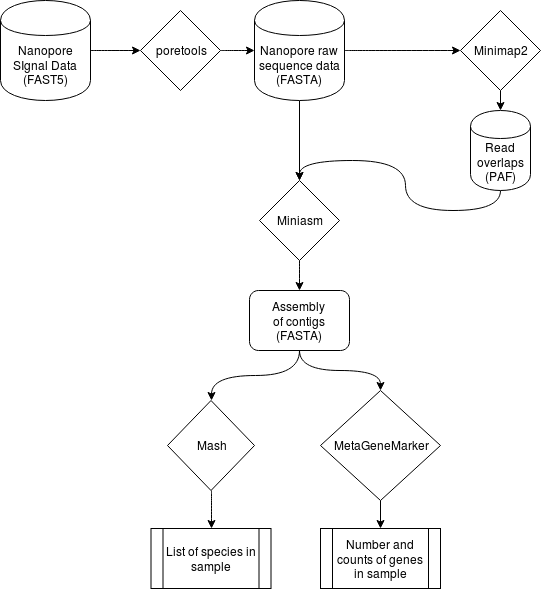 Nanopore
SIgnal Data
(FAST5)
poretools
Nanopore raw
sequence data
(FASTA)
Minimap2
Read
overlaps
(PAF)
Miniasm
Assembly
of contigs
(FASTA)
Mash
MetaGeneMarker
List of species in
sample
Number and
counts of genes
in sample